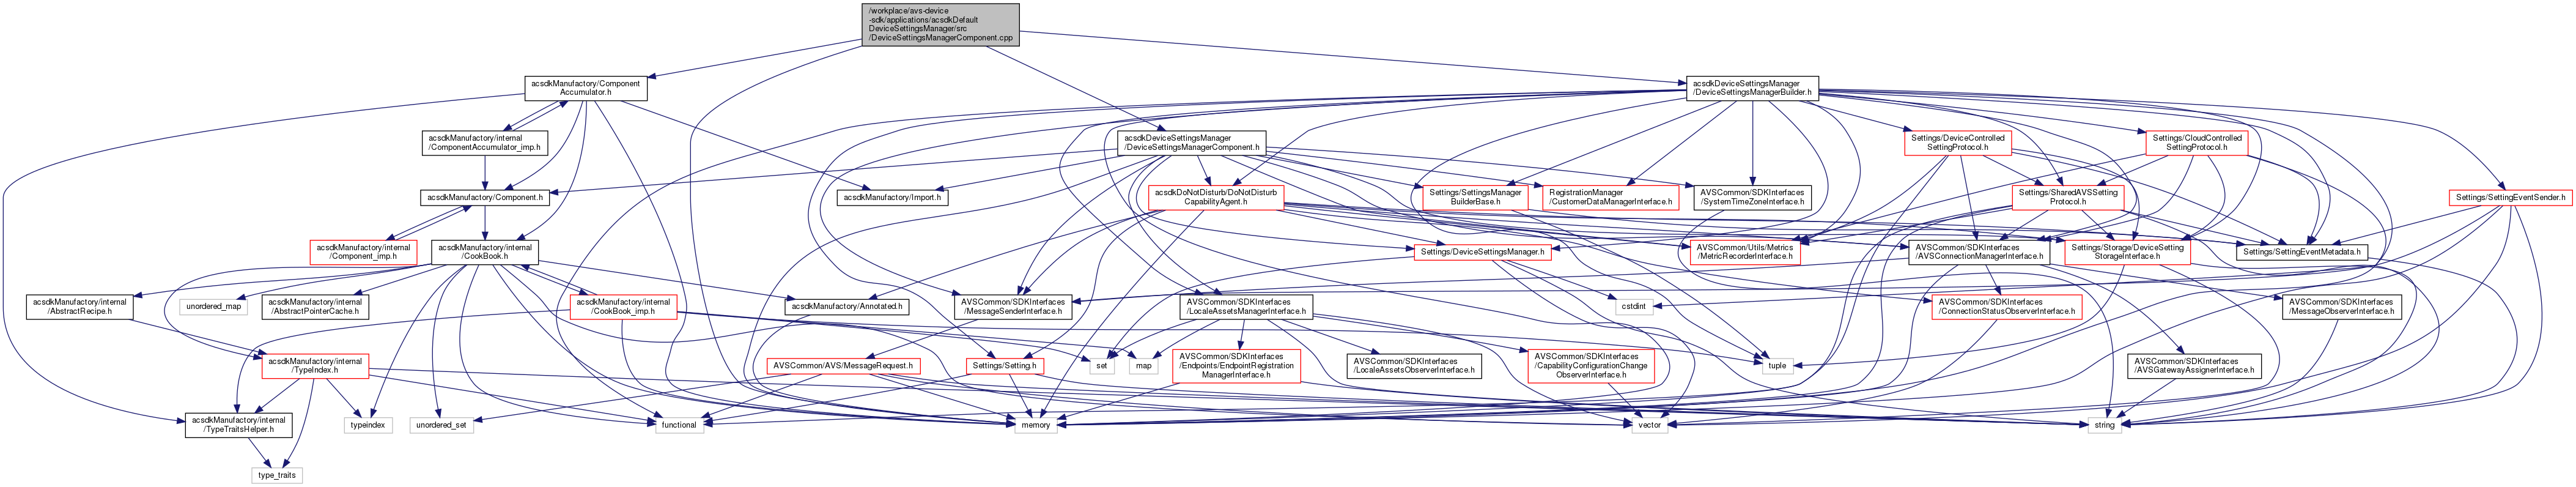 /workplace/avs-device
-sdk/applications/acsdkDefault
DeviceSettingsManager/src
/DeviceSettingsManagerComponent.cpp
acsdkManufactory/Component
Accumulator.h
acsdkDeviceSettingsManager
/DeviceSettingsManagerBuilder.h
acsdkManufactory/internal
/ComponentAccumulator_imp.h
acsdkDeviceSettingsManager
/DeviceSettingsManagerComponent.h
Settings/DeviceControlled
SettingProtocol.h
Settings/CloudControlled
SettingProtocol.h
acsdkManufactory/Component.h
acsdkManufactory/Import.h
acsdkDoNotDisturb/DoNotDisturb
CapabilityAgent.h
Settings/SettingsManager
BuilderBase.h
RegistrationManager
/CustomerDataManagerInterface.h
AVSCommon/SDKInterfaces
/SystemTimeZoneInterface.h
Settings/SharedAVSSetting
Protocol.h
Settings/SettingEventSender.h
acsdkManufactory/internal
/Component_imp.h
acsdkManufactory/internal
/CookBook.h
Settings/DeviceSettingsManager.h
AVSCommon/Utils/Metrics
/MetricRecorderInterface.h
AVSCommon/SDKInterfaces
/AVSConnectionManagerInterface.h
Settings/Storage/DeviceSetting
StorageInterface.h
Settings/SettingEventMetadata.h
acsdkManufactory/internal
/AbstractRecipe.h
unordered_map
acsdkManufactory/internal
/AbstractPointerCache.h
acsdkManufactory/internal
/CookBook_imp.h
acsdkManufactory/Annotated.h
AVSCommon/SDKInterfaces
/MessageSenderInterface.h
AVSCommon/SDKInterfaces
/LocaleAssetsManagerInterface.h
cstdint
AVSCommon/SDKInterfaces
/ConnectionStatusObserverInterface.h
AVSCommon/SDKInterfaces
/MessageObserverInterface.h
acsdkManufactory/internal
/TypeIndex.h
AVSCommon/AVS/MessageRequest.h
Settings/Setting.h
set
map
AVSCommon/SDKInterfaces
/Endpoints/EndpointRegistration
ManagerInterface.h
AVSCommon/SDKInterfaces
/LocaleAssetsObserverInterface.h
AVSCommon/SDKInterfaces
/CapabilityConfigurationChange
ObserverInterface.h
tuple
AVSCommon/SDKInterfaces
/AVSGatewayAssignerInterface.h
acsdkManufactory/internal
/TypeTraitsHelper.h
typeindex
unordered_set
functional
memory
vector
string
type_traits